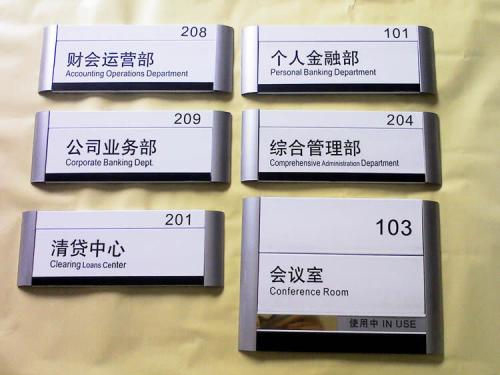 208
财会运营部
Accounting Operations Department
101
个人金融部
Personal Banking Department
209
公司业务部
Corporate Banking Dept.
204
综合管理部
Comprehensive Administration Department
201
清贷中心
Clearing Loans Center
103
会议室
Conference Room
使用中 IN USE